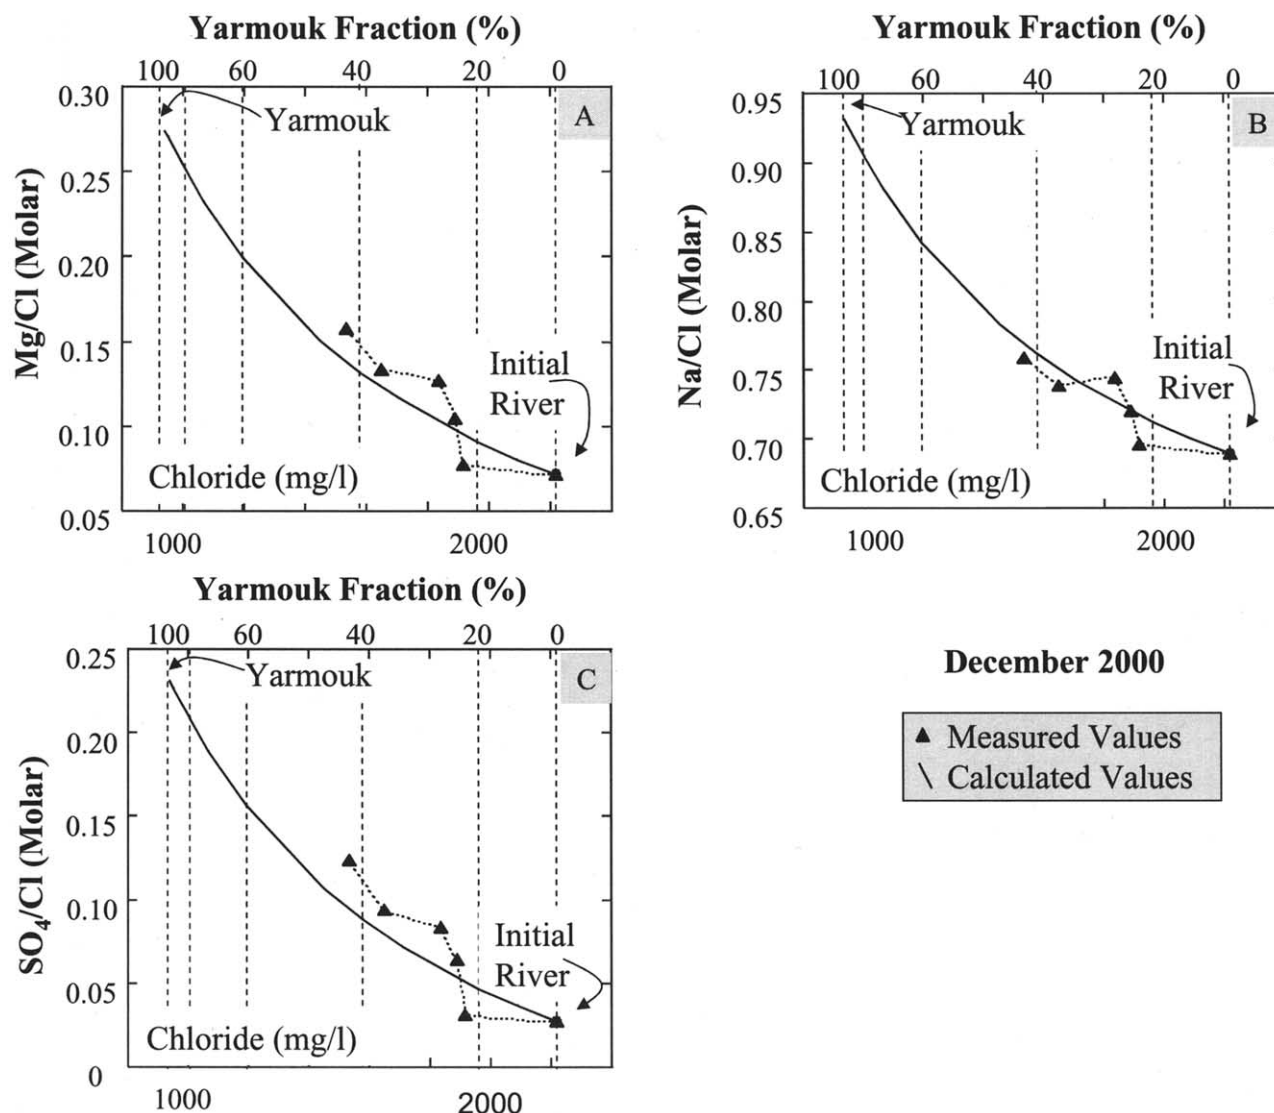 Yarmouk Fraction (%)
100 60 40 20 0
0.30
0.25
0.20
0.15
0.10
0.05
Mg/Cl (Molar)
Yarmouk
A
Initial
River
Chloride (mg/l)
1000 2000
Yarmouk Fraction (%)
100 60 40 20 0
0.95
0.90
0.85
0.80
0.75
0.70
0.65
Na/Cl (Molar)
Yarmouk
B
Initial
River
Chloride (mg/l)
1000 2000
Yarmouk Fraction (%)
100 60 40 20 0
0.25
0.20
0.15
0.10
0.05
0
SO₄/Cl (Molar)
Yarmouk
C
Initial
River
Chloride (mg/l)
1000 2000
December 2000
Measured Values
Calculated Values